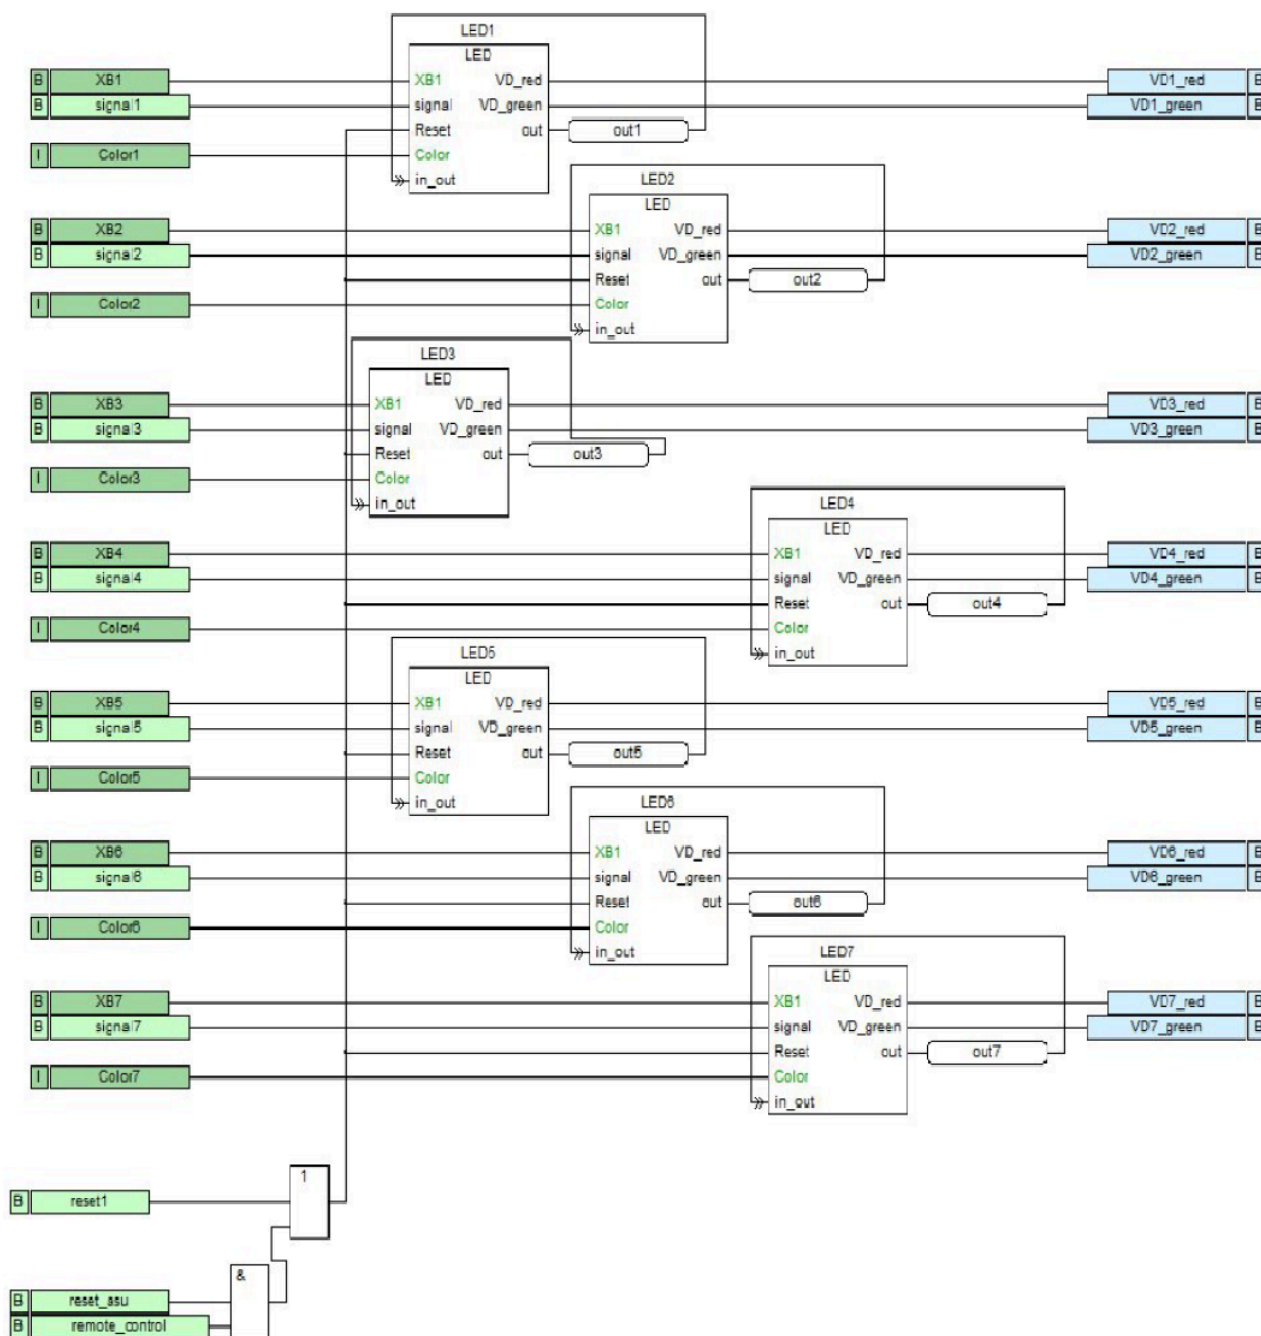 LED1
LED
B XB1 XB1 VD_red VD1_red B
B signal1 signal VD_green VD1_green B
Reset out out1
I Color1 Color
in_out
LED2
LED
B XB2 XB1 VD_red VD2_red B
B signal2 signal VD_green VD2_green B
Reset out out2
I Color2 Color
in_out
LED3
LED
B XB3 XB1 VD_red VD3_red B
B signal3 signal VD_green VD3_green B
Reset out out3
I Color3 Color
in_out
LED4
LED
B XB4 XB1 VD_red VD4_red B
B signal4 signal VD_green VD4_green B
Reset out out4
I Color4 Color
in_out
LED5
LED
B XB5 XB1 VD_red VD5_red B
B signal5 signal VD_green VD5_green B
Reset out out5
I Color5 Color
in_out
LED6
LED
B XB6 XB1 VD_red VD6_red B
B signal6 signal VD_green VD6_green B
Reset out out6
I Color6 Color
in_out
LED7
LED
B XB7 XB1 VD_red VD7_red B
B signal7 signal VD_green VD7_green B
Reset out out7
I Color7 Color
in_out
1
B reset1
&
B reset_asu
B remote_control